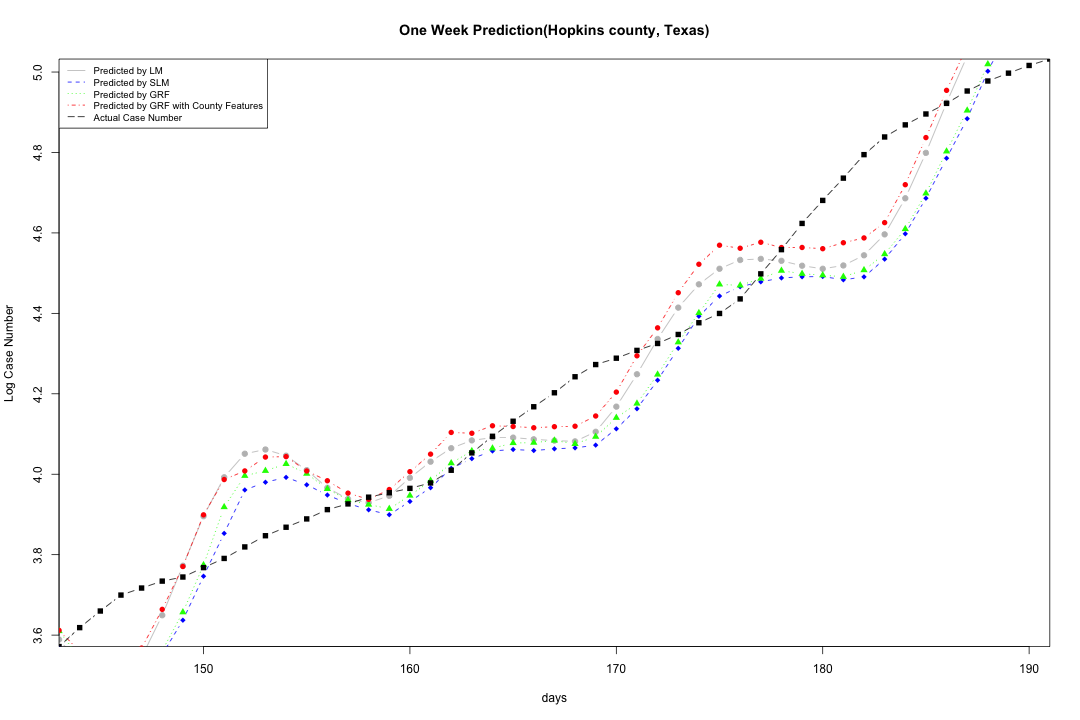 One Week Prediction(Hopkins county, Texas)
Predicted by LM
Predicted by SLM
Predicted by GRF
Predicted by GRF with County Features
Actual Case Number
Log Case Number
5.0
4.8
4.6
4.4
4.2
4.0
3.8
3.6
150 160 170 180 190
days